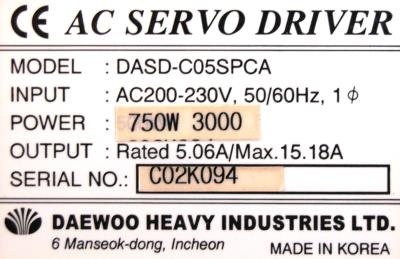 CE AC SERVO DRIVER
MODEL : DASD-C05SPCA
INPUT : AC200-230V, 50/60Hz, 1ϕ
POWER : 750W 3000
OUTPUT : Rated 5.06A/Max.15.18A
SERIAL NO.: C02K094
DAEWOO HEAVY INDUSTRIES LTD.
6 Manseok-dong, Incheon MADE IN KOREA